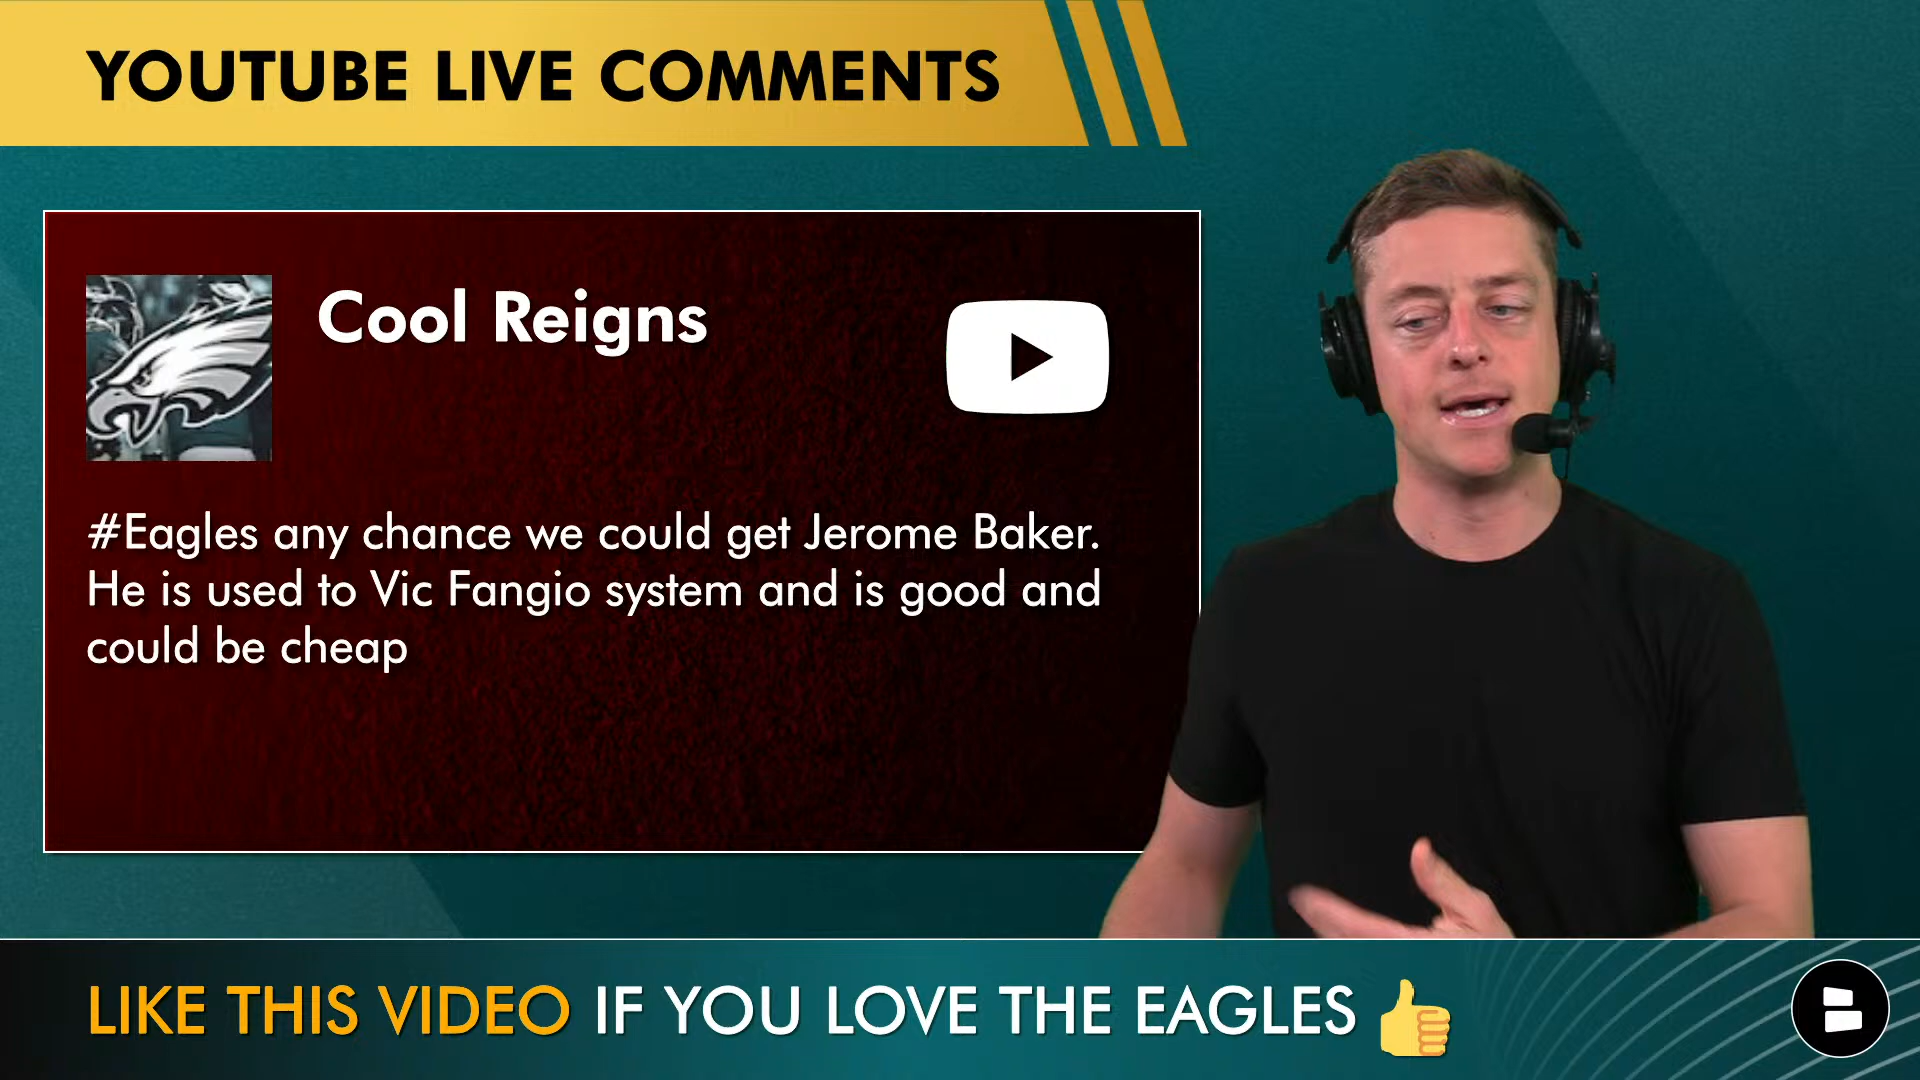 YOUTUBE LIVE COMMENTS
Cool Reigns
#Eagles any chance we could get Jerome Baker.
He is used to Vic Fangio system and is good and
could be cheap
LIKE THIS VIDEO IF YOU LOVE THE EAGLES